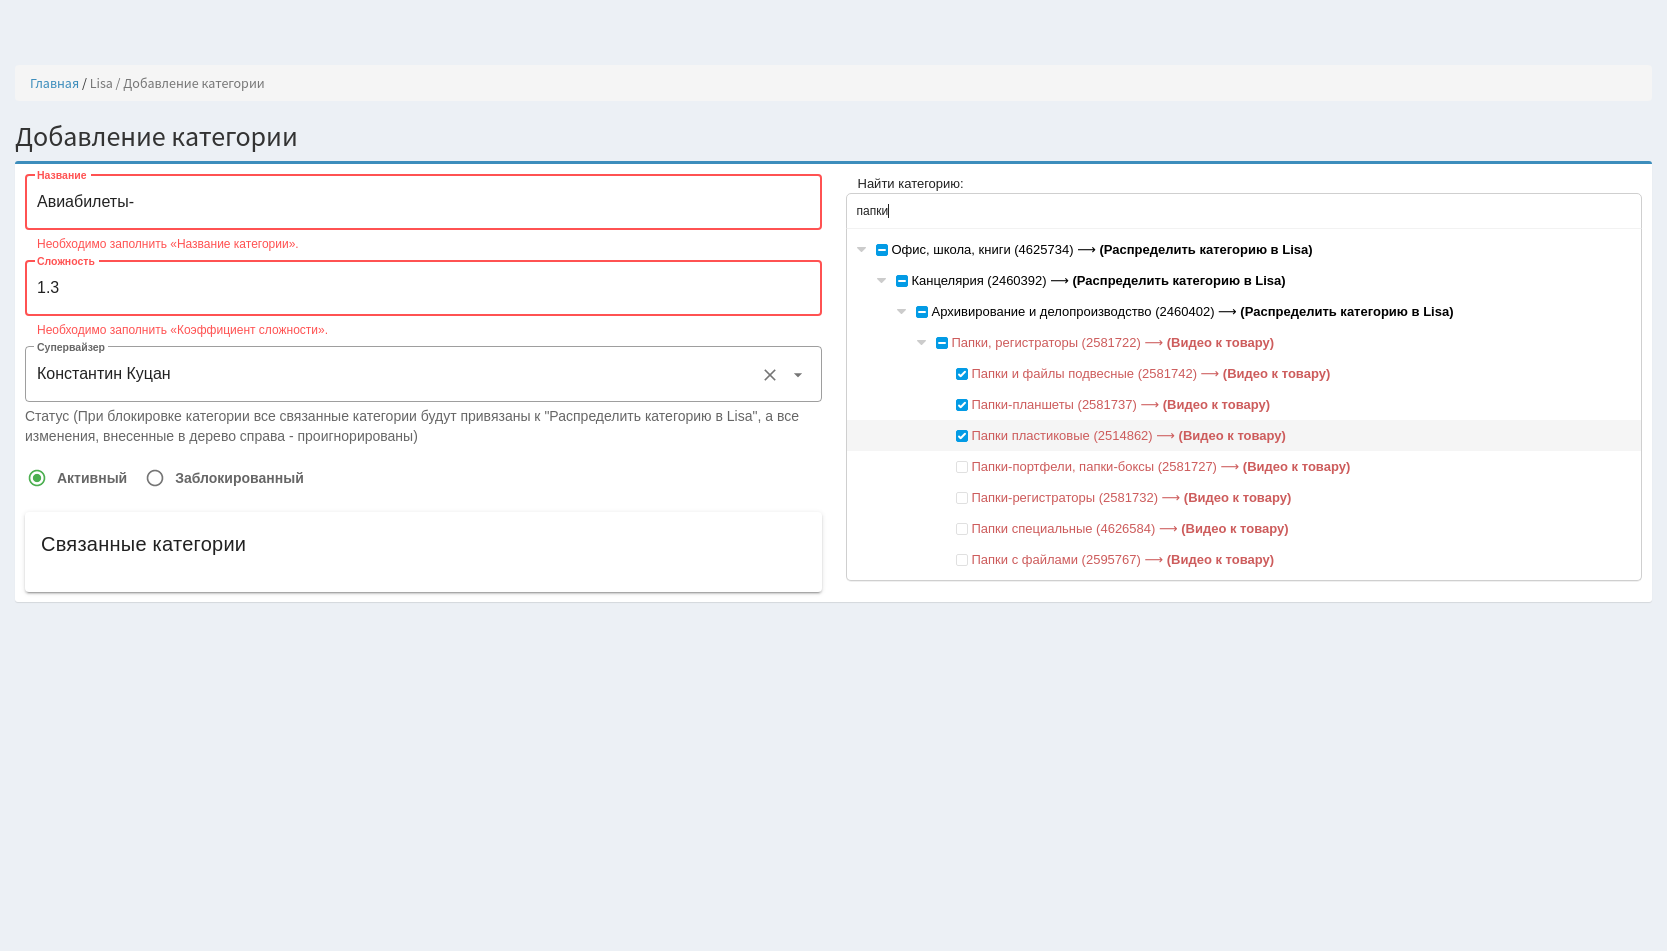 Главная / Lisa / Добавление категории
Добавление категории
Название
Авиабилеты-
Необходимо заполнить «Название категории».
Сложность
1.3
Необходимо заполнить «Коэффициент сложности».
Супервайзер
Константин Куцан
Статус (При блокировке категории все связанные категории будут привязаны к "Распределить категорию в Lisa", а все
изменения, внесенные в дерево справа - проигнорированы)
Активный Заблокированный
Связанные категории
Найти категорию:
папки
Офис, школа, книги (4625734) ⟶ (Распределить категорию в Lisa)
Канцелярия (2460392) ⟶ (Распределить категорию в Lisa)
Архивирование и делопроизводство (2460402) ⟶ (Распределить категорию в Lisa)
Папки, регистраторы (2581722) ⟶ (Видео к товару)
Папки и файлы подвесные (2581742) ⟶ (Видео к товару)
Папки-планшеты (2581737) ⟶ (Видео к товару)
Папки пластиковые (2514862) ⟶ (Видео к товару)
Папки-портфели, папки-боксы (2581727) ⟶ (Видео к товару)
Папки-регистраторы (2581732) ⟶ (Видео к товару)
Папки специальные (4626584) ⟶ (Видео к товару)
Папки с файлами (2595767) ⟶ (Видео к товару)